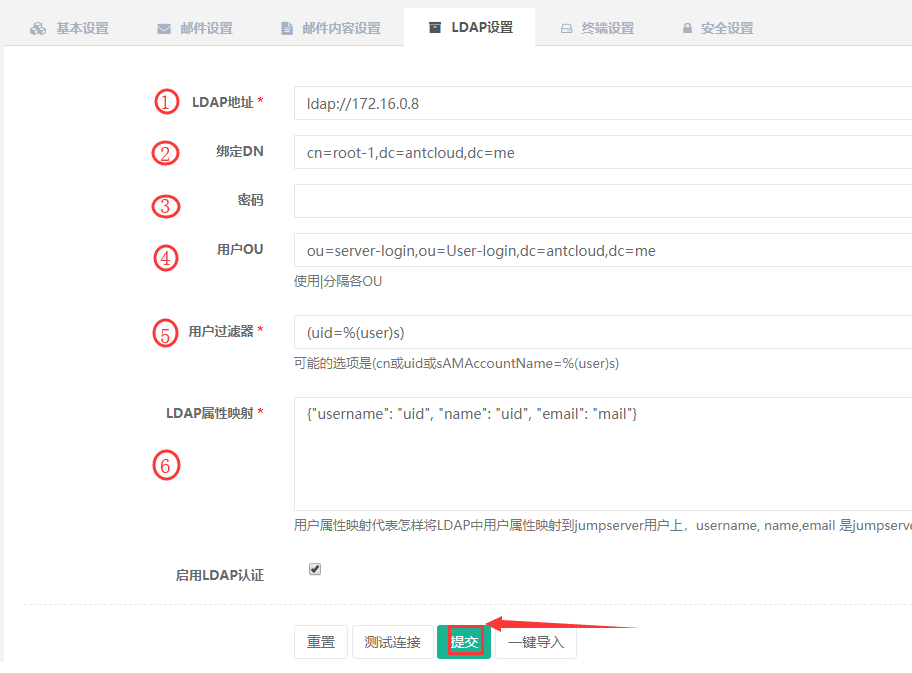 基本设置 邮件设置 邮件内容设置 LDAP设置 终端设置 安全设置
① LDAP地址 * ldap://172.16.0.8
② 绑定DN cn=root-1,dc=antcloud,dc=me
③ 密码
④ 用户OU ou=server-login,ou=User-login,dc=antcloud,dc=me
使用|分隔各OU
⑤ 用户过滤器 * (uid=%(user)s)
可能的选项是(cn或uid或sAMAccountName=%(user)s)
LDAP属性映射 * {"username": "uid", "name": "uid", "email": "mail"}
⑥
用户属性映射代表怎样将LDAP中用户属性映射到jumpserver用户上，username, name,email 是jumpserve
启用LDAP认证
重置 测试连接 提交 一键导入